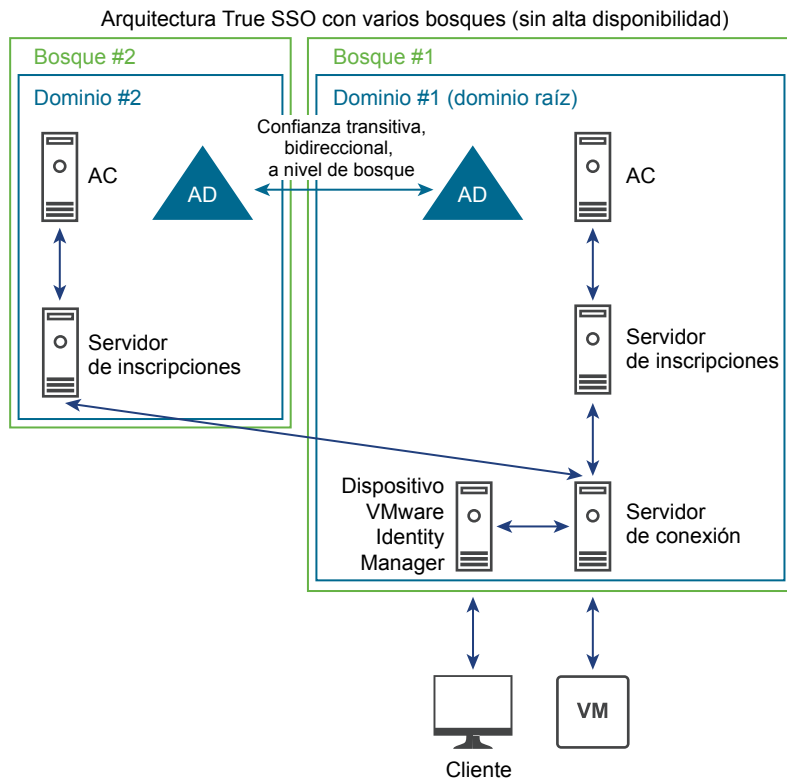 Arquitectura True SSO con varios bosques (sin alta disponibilidad)
Bosque #2
Bosque #1
Dominio #2
Dominio #1 (dominio raíz)
Confianza transitiva,
bidireccional,
a nivel de bosque
AC
AD
AD
AC
Servidor
de inscripciones
Servidor
de inscripciones
Dispositivo
VMware
Identity
Manager
Servidor
de conexión
VM
Cliente